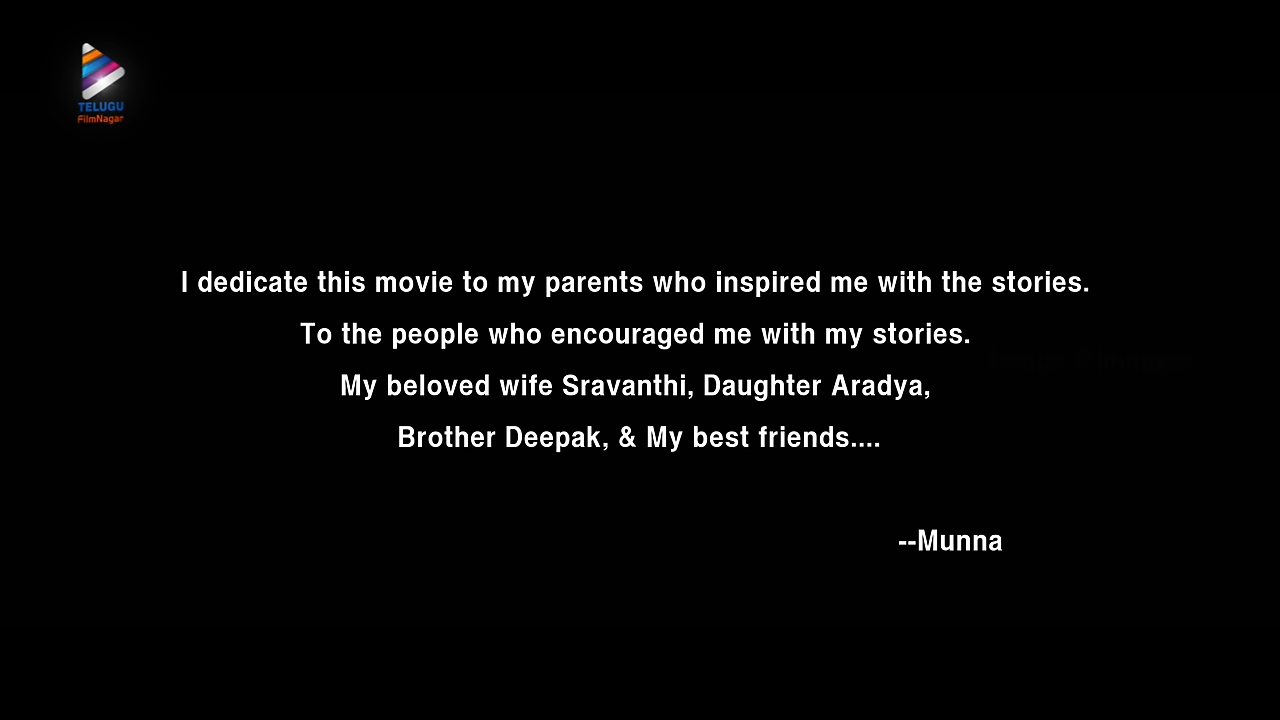 TELUGU
FilmNagar
I dedicate this movie to my parents who inspired me with the stories.
To the people who encouraged me with my stories.
My beloved wife Sravanthi, Daughter Aradya,
Brother Deepak, & My best friends....
--Munna